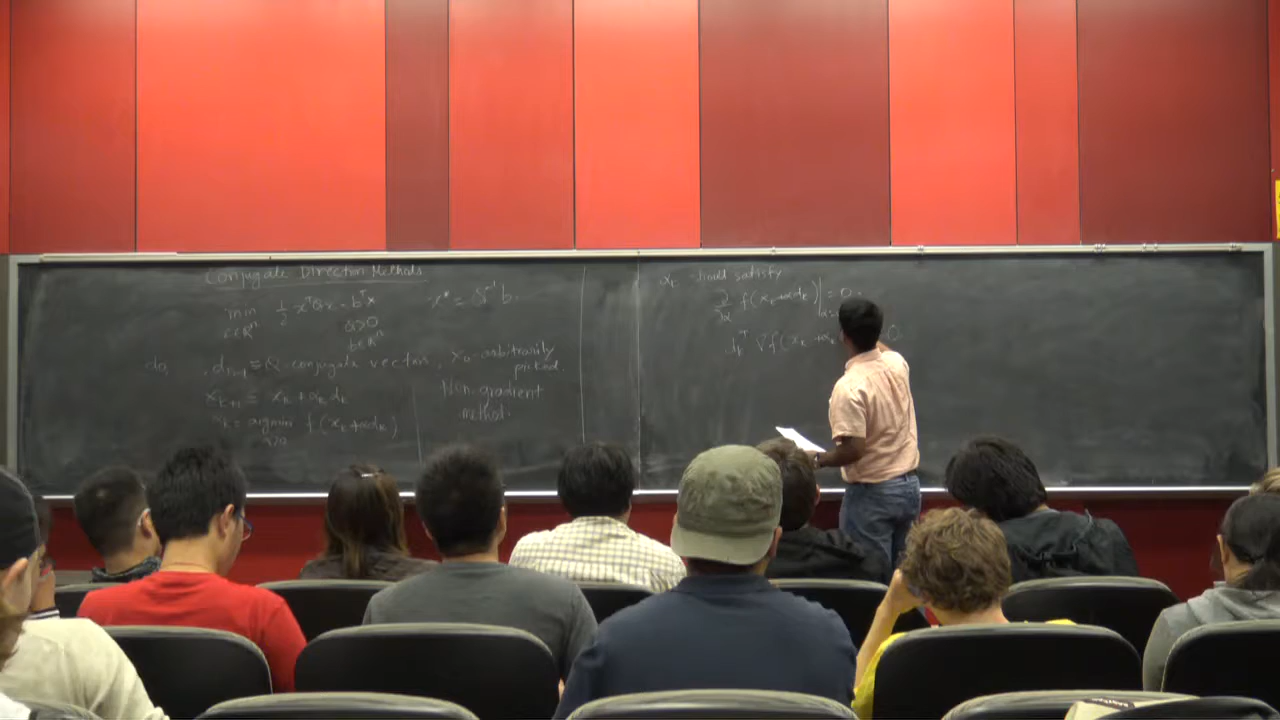 Conjugate Direction Methods
min 1/2 xᵀQx - bᵀx x* = Q⁻¹b.
x∈ℝⁿ Q>0
b∈ℝⁿ
d₀, , dₙ₋₁ ≡ Q-conjugate vectors, x₀-arbitrarily picked.
xₖ₊₁ = xₖ + αₖdₖ
αₖ = argmin f(xₖ+αdₖ)
α≥0
Non-gradient
method.
αₖ should satisfy
∂/∂α f(xₖ+αdₖ)| = 0
dₖᵀ ∇f(xₖ+αₖ 0